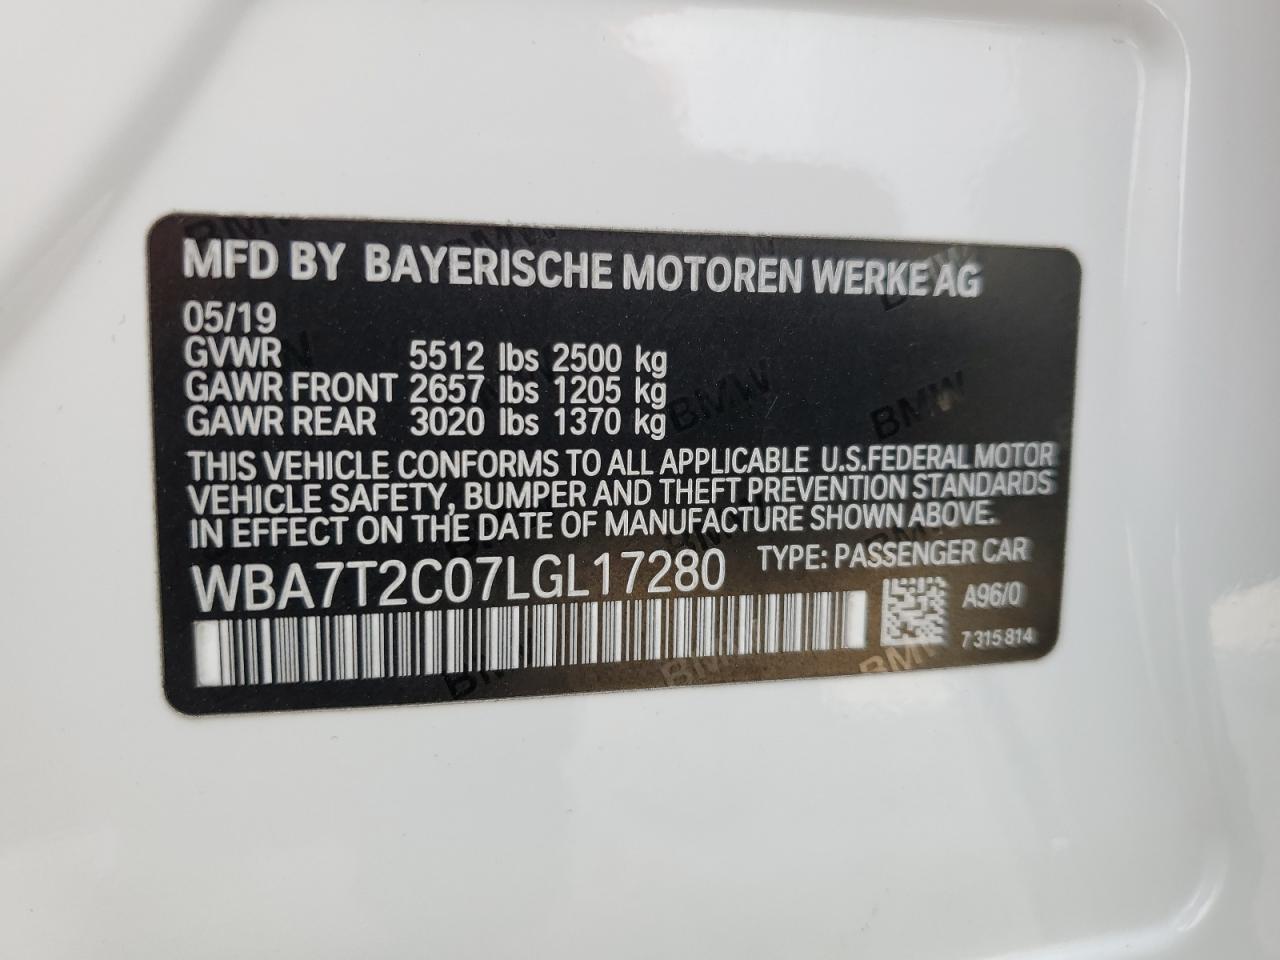 MFD BY BAYERISCHE MOTOREN WERKE AG
05/19
GVWR 5512 lbs 2500 kg
GAWR FRONT 2657 lbs 1205 kg
GAWR REAR 3020 lbs 1370 kg
THIS VEHICLE CONFORMS TO ALL APPLICABLE U.S.FEDERAL MOTOR
VEHICLE SAFETY, BUMPER AND THEFT PREVENTION STANDARDS
IN EFFECT ON THE DATE OF MANUFACTURE SHOWN ABOVE.
WBA7T2C07LGL17280 TYPE: PASSENGER CAR
A96/0
7 315 814